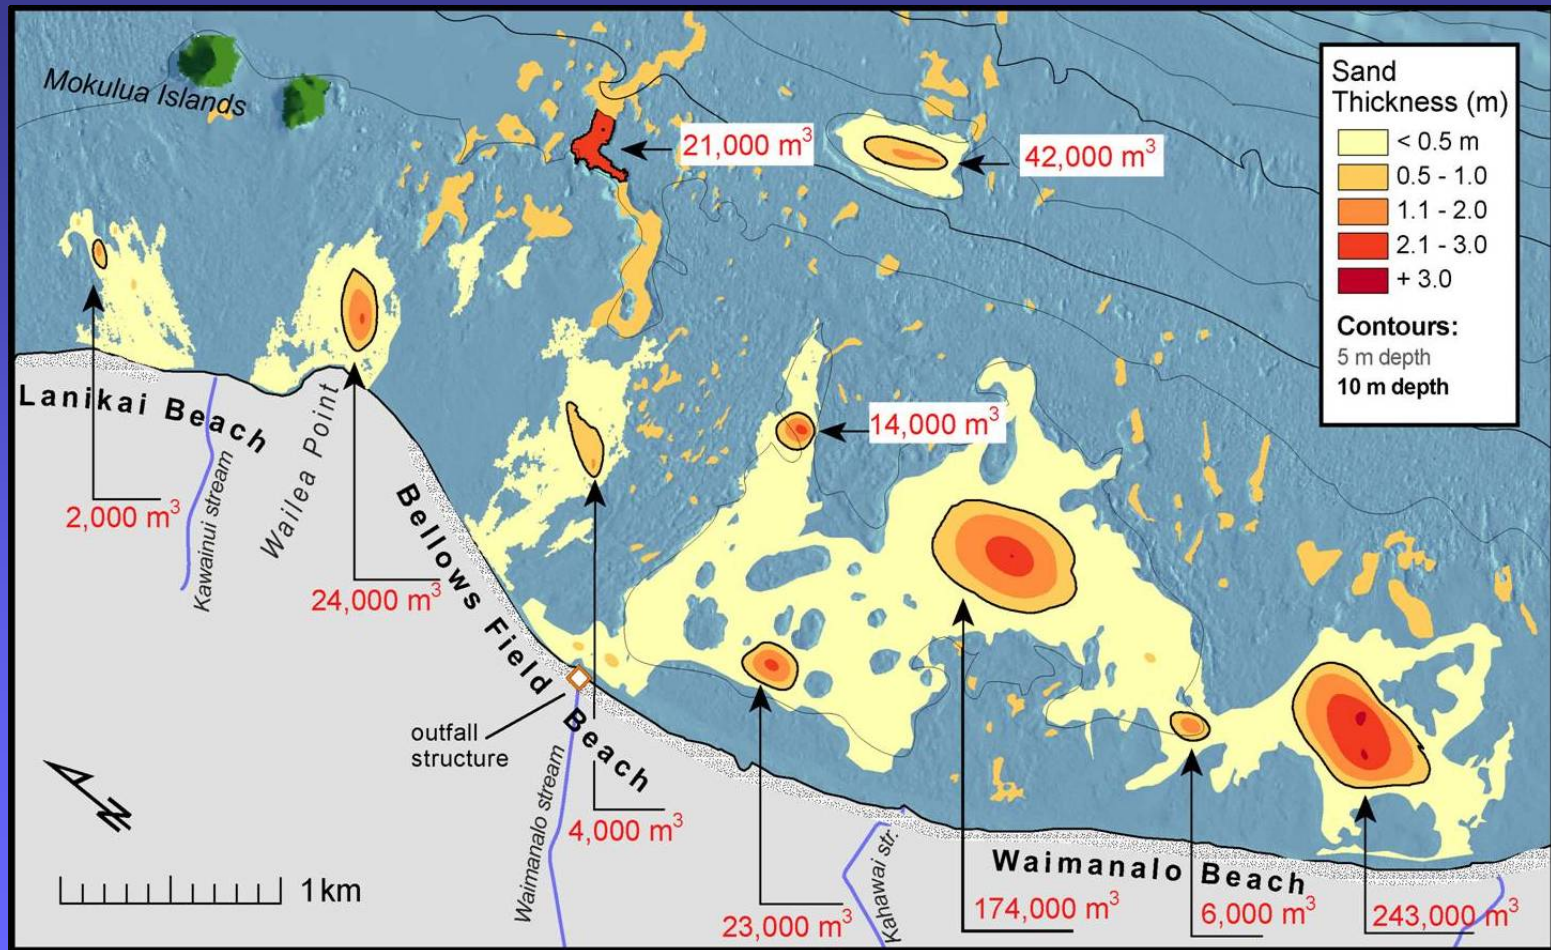 Mokulua Islands
21,000 m³
42,000 m³
Sand
Thickness (m)
< 0.5 m
0.5 - 1.0
1.1 - 2.0
2.1 - 3.0
+ 3.0
Contours:
5 m depth
10 m depth
Lanikai Beach
Kawainui stream
Wailea Point
2,000 m³
24,000 m³
14,000 m³
Bellows Field Beach
outfall
structure
Waimanalo stream
4,000 m³
23,000 m³
Kahawai str.
Waimanalo Beach
174,000 m³
6,000 m³
243,000 m³
N
1 km